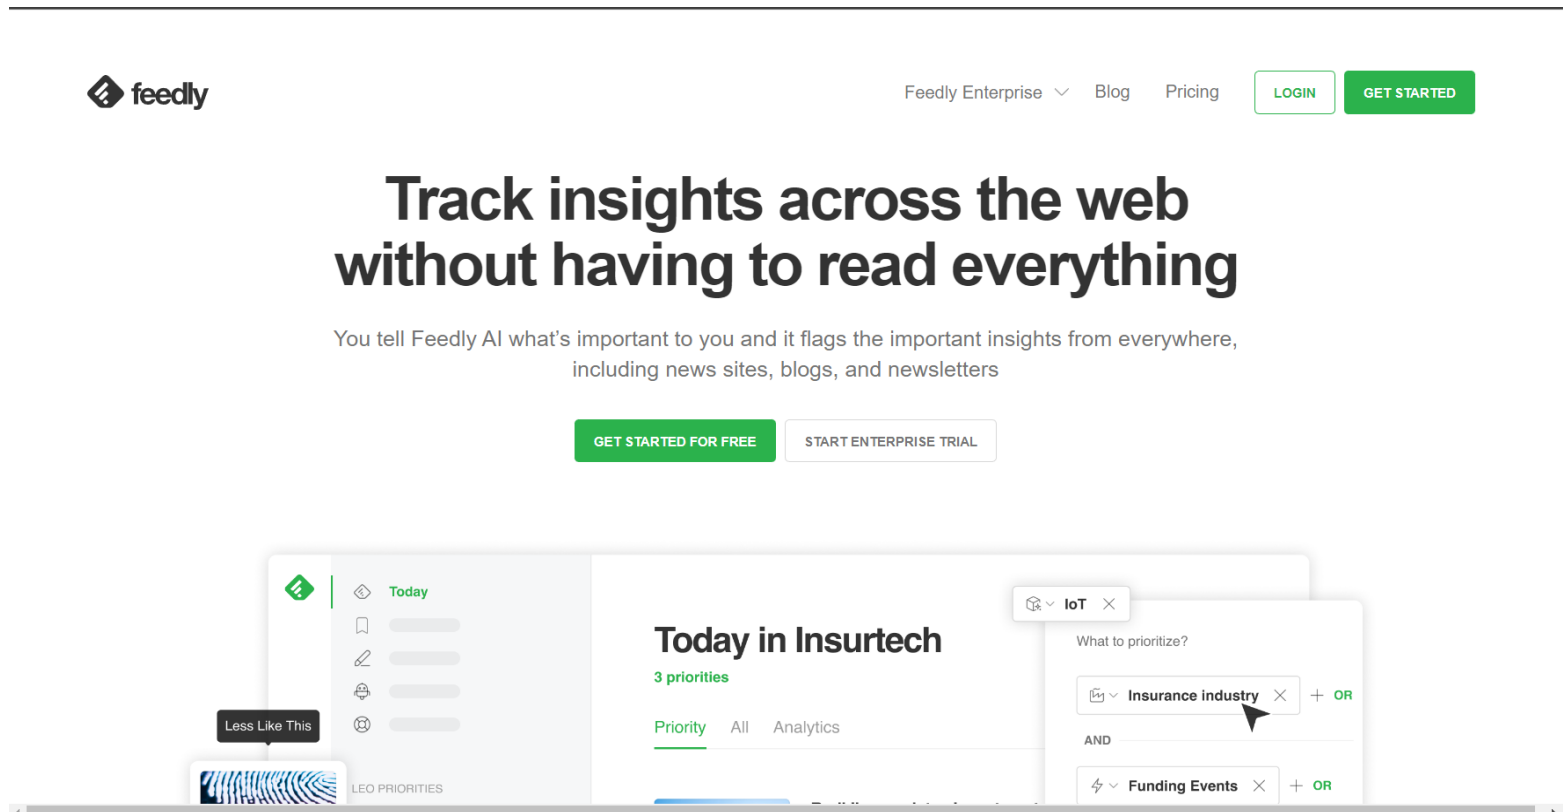 feedly
Feedly Enterprise
Blog
Pricing
LOGIN
GET STARTED
Track insights across the web
without having to read everything
You tell Feedly AI what’s important to you and it flags the important insights from everywhere,
including news sites, blogs, and newsletters
GET STARTED FOR FREE
START ENTERPRISE TRIAL
Today
Less Like This
LEO PRIORITIES
Today in Insurtech
3 priorities
Priority
All
Analytics
IoT
What to prioritize?
Insurance industry
OR
AND
Funding Events
OR